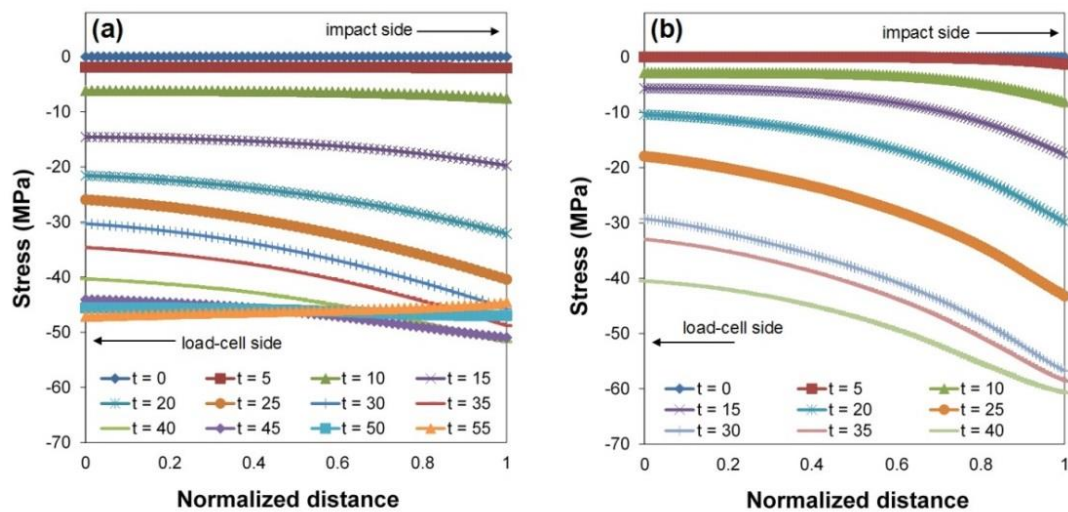 (a)
impact side
0
-10
-20
-30
-40
-50
-60
-70
Stress (MPa)
load-cell side
t = 0 t = 5 t = 10 t = 15
t = 20 t = 25 t = 30 t = 35
t = 40 t = 45 t = 50 t = 55
0 0.2 0.4 0.6 0.8 1
Normalized distance
(b)
impact side
0
-10
-20
-30
-40
-50
-60
-70
Stress (MPa)
load-cell side
t = 0 t = 5 t = 10
t = 15 t = 20 t = 25
t = 30 t = 35 t = 40
0 0.2 0.4 0.6 0.8 1
Normalized distance